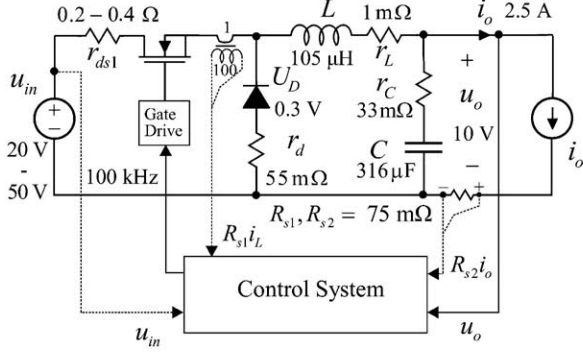 0.2 – 0.4 Ω
r_ds1
1
100
L
105 μH
1 mΩ
r_L
i_o
2.5 A
u_in
Gate
Drive
U_D
0.3 V
r_C
33mΩ
+
u_o
10 V
−
+
−
20 V
-
50 V
100 kHz
r_d
55 mΩ
C
316 μF
i_o
− +
R_s1, R_s2 = 75 mΩ
R_s1 i_L
R_s2 i_o
Control System
u_in
u_o